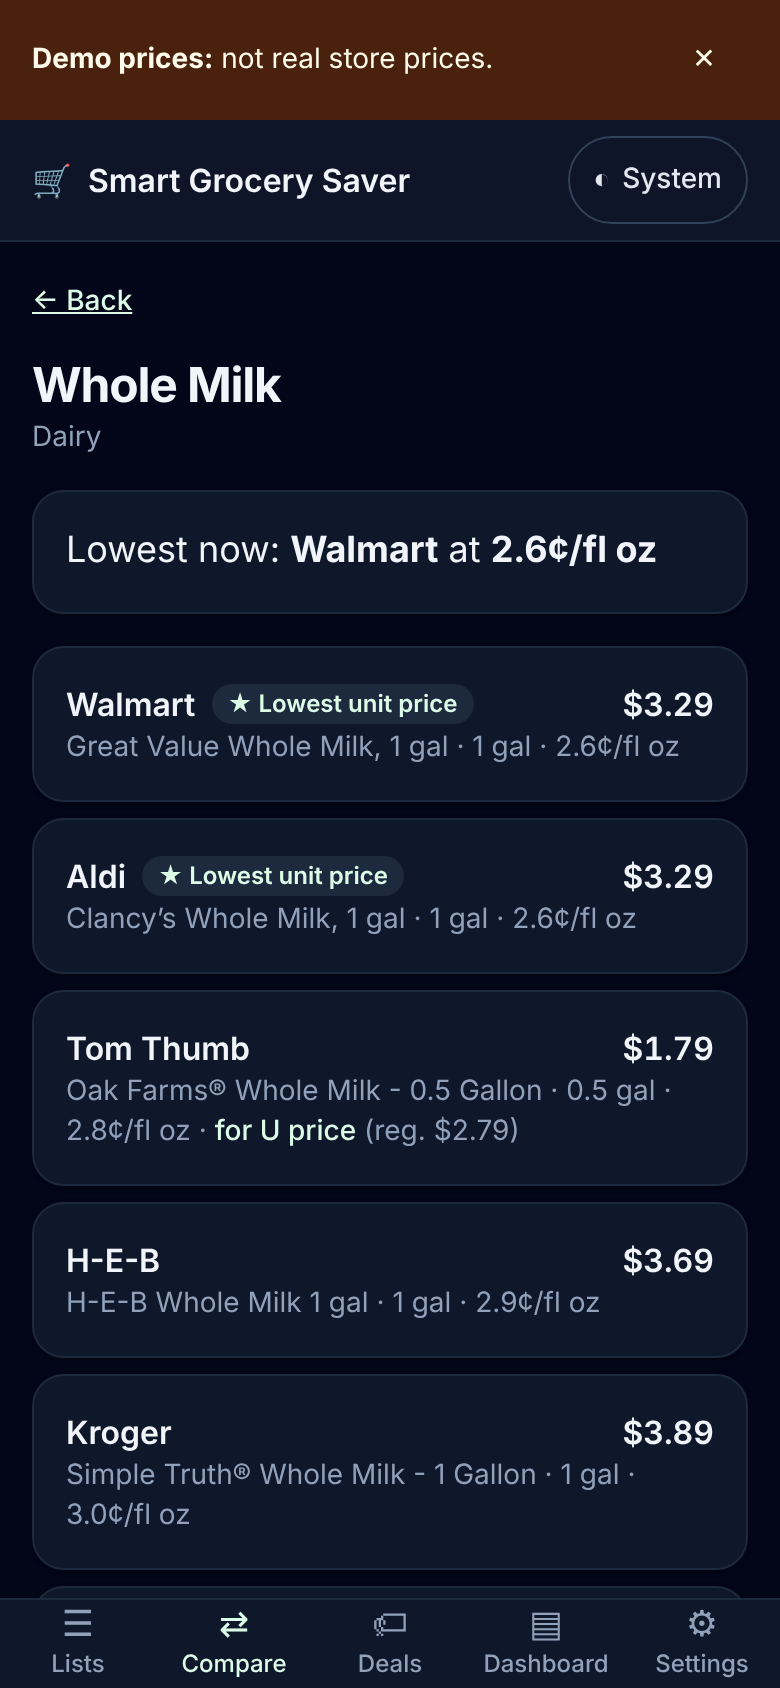 Demo prices: not real store prices. ✕
🛒 Smart Grocery Saver
◐ System
← Back
Whole Milk
Dairy
Lowest now: Walmart at 2.6¢/fl oz
Walmart ★ Lowest unit price $3.29
Great Value Whole Milk, 1 gal · 1 gal · 2.6¢/fl oz
Aldi ★ Lowest unit price $3.29
Clancy’s Whole Milk, 1 gal · 1 gal · 2.6¢/fl oz
Tom Thumb $1.79
Oak Farms® Whole Milk - 0.5 Gallon · 0.5 gal ·
2.8¢/fl oz · for U price (reg. $2.79)
H-E-B $3.69
H-E-B Whole Milk 1 gal · 1 gal · 2.9¢/fl oz
Kroger $3.89
Simple Truth® Whole Milk - 1 Gallon · 1 gal ·
3.0¢/fl oz
Lists
Compare
Deals
Dashboard
Settings